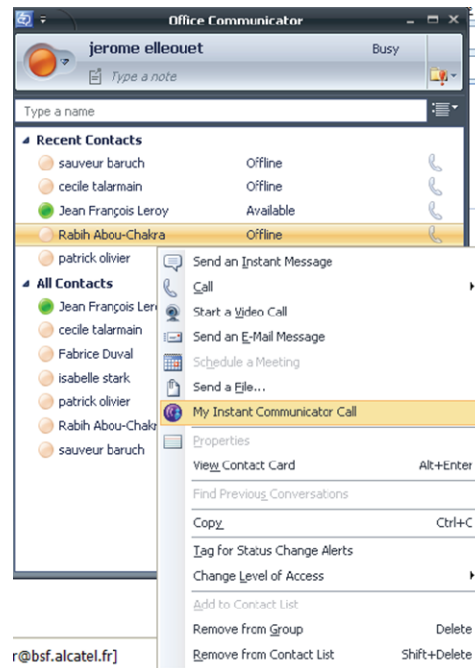 Office Communicator
jerome elleouet Busy
Type a note
Type a name
Recent Contacts
sauveur baruch Offline
cecile talarmain Offline
Jean François Leroy Available
Rabih Abou-Chakra Offline
patrick olivier
All Contacts
Jean François Lero
cecile talarmain
Fabrice Duval
isabelle stark
patrick olivier
Rabih Abou-Chakr
sauveur baruch
Send an Instant Message
Call
Start a Video Call
Send an E-Mail Message
Schedule a Meeting
Send a File...
My Instant Communicator Call
Properties
View Contact Card Alt+Enter
Find Previous Conversations
Copy Ctrl+C
Tag for Status Change Alerts
Change Level of Access
Add to Contact List
Remove from Group Delete
Remove from Contact List Shift+Delete
r@bsf.alcatel.fr]